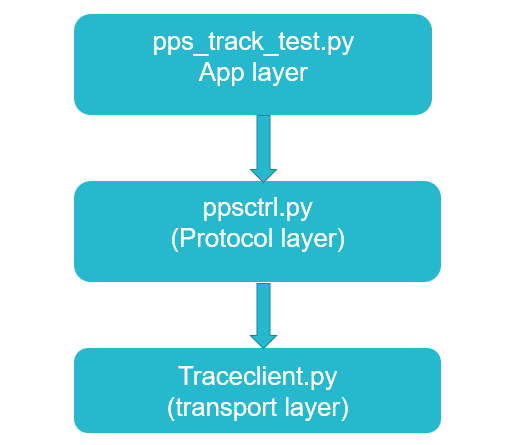 pps_track_test.py
App layer
ppsctrl.py
(Protocol layer)
Traceclient.py
(transport layer)